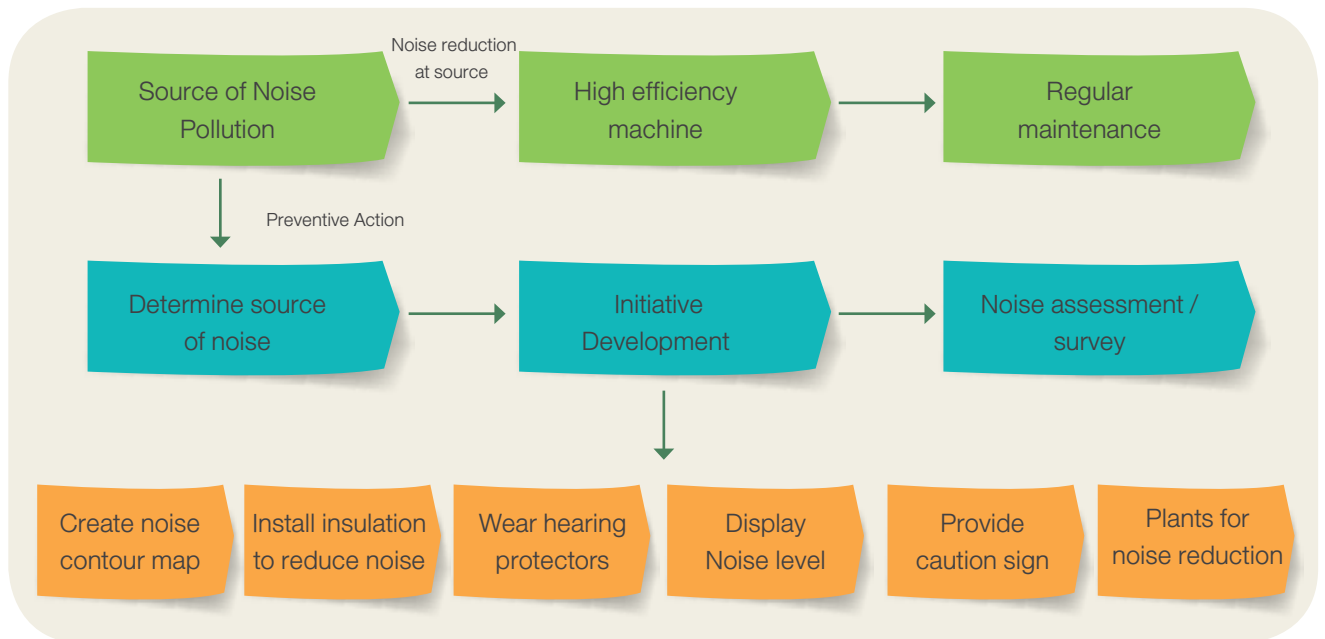 Noise reduction
at source
Source of Noise
Pollution
High efficiency
machine
Regular
maintenance
Preventive Action
Determine source
of noise
Initiative
Development
Noise assessment /
survey
Create noise
contour map
Install insulation
to reduce noise
Wear hearing
protectors
Display
Noise level
Provide
caution sign
Plants for
noise reduction